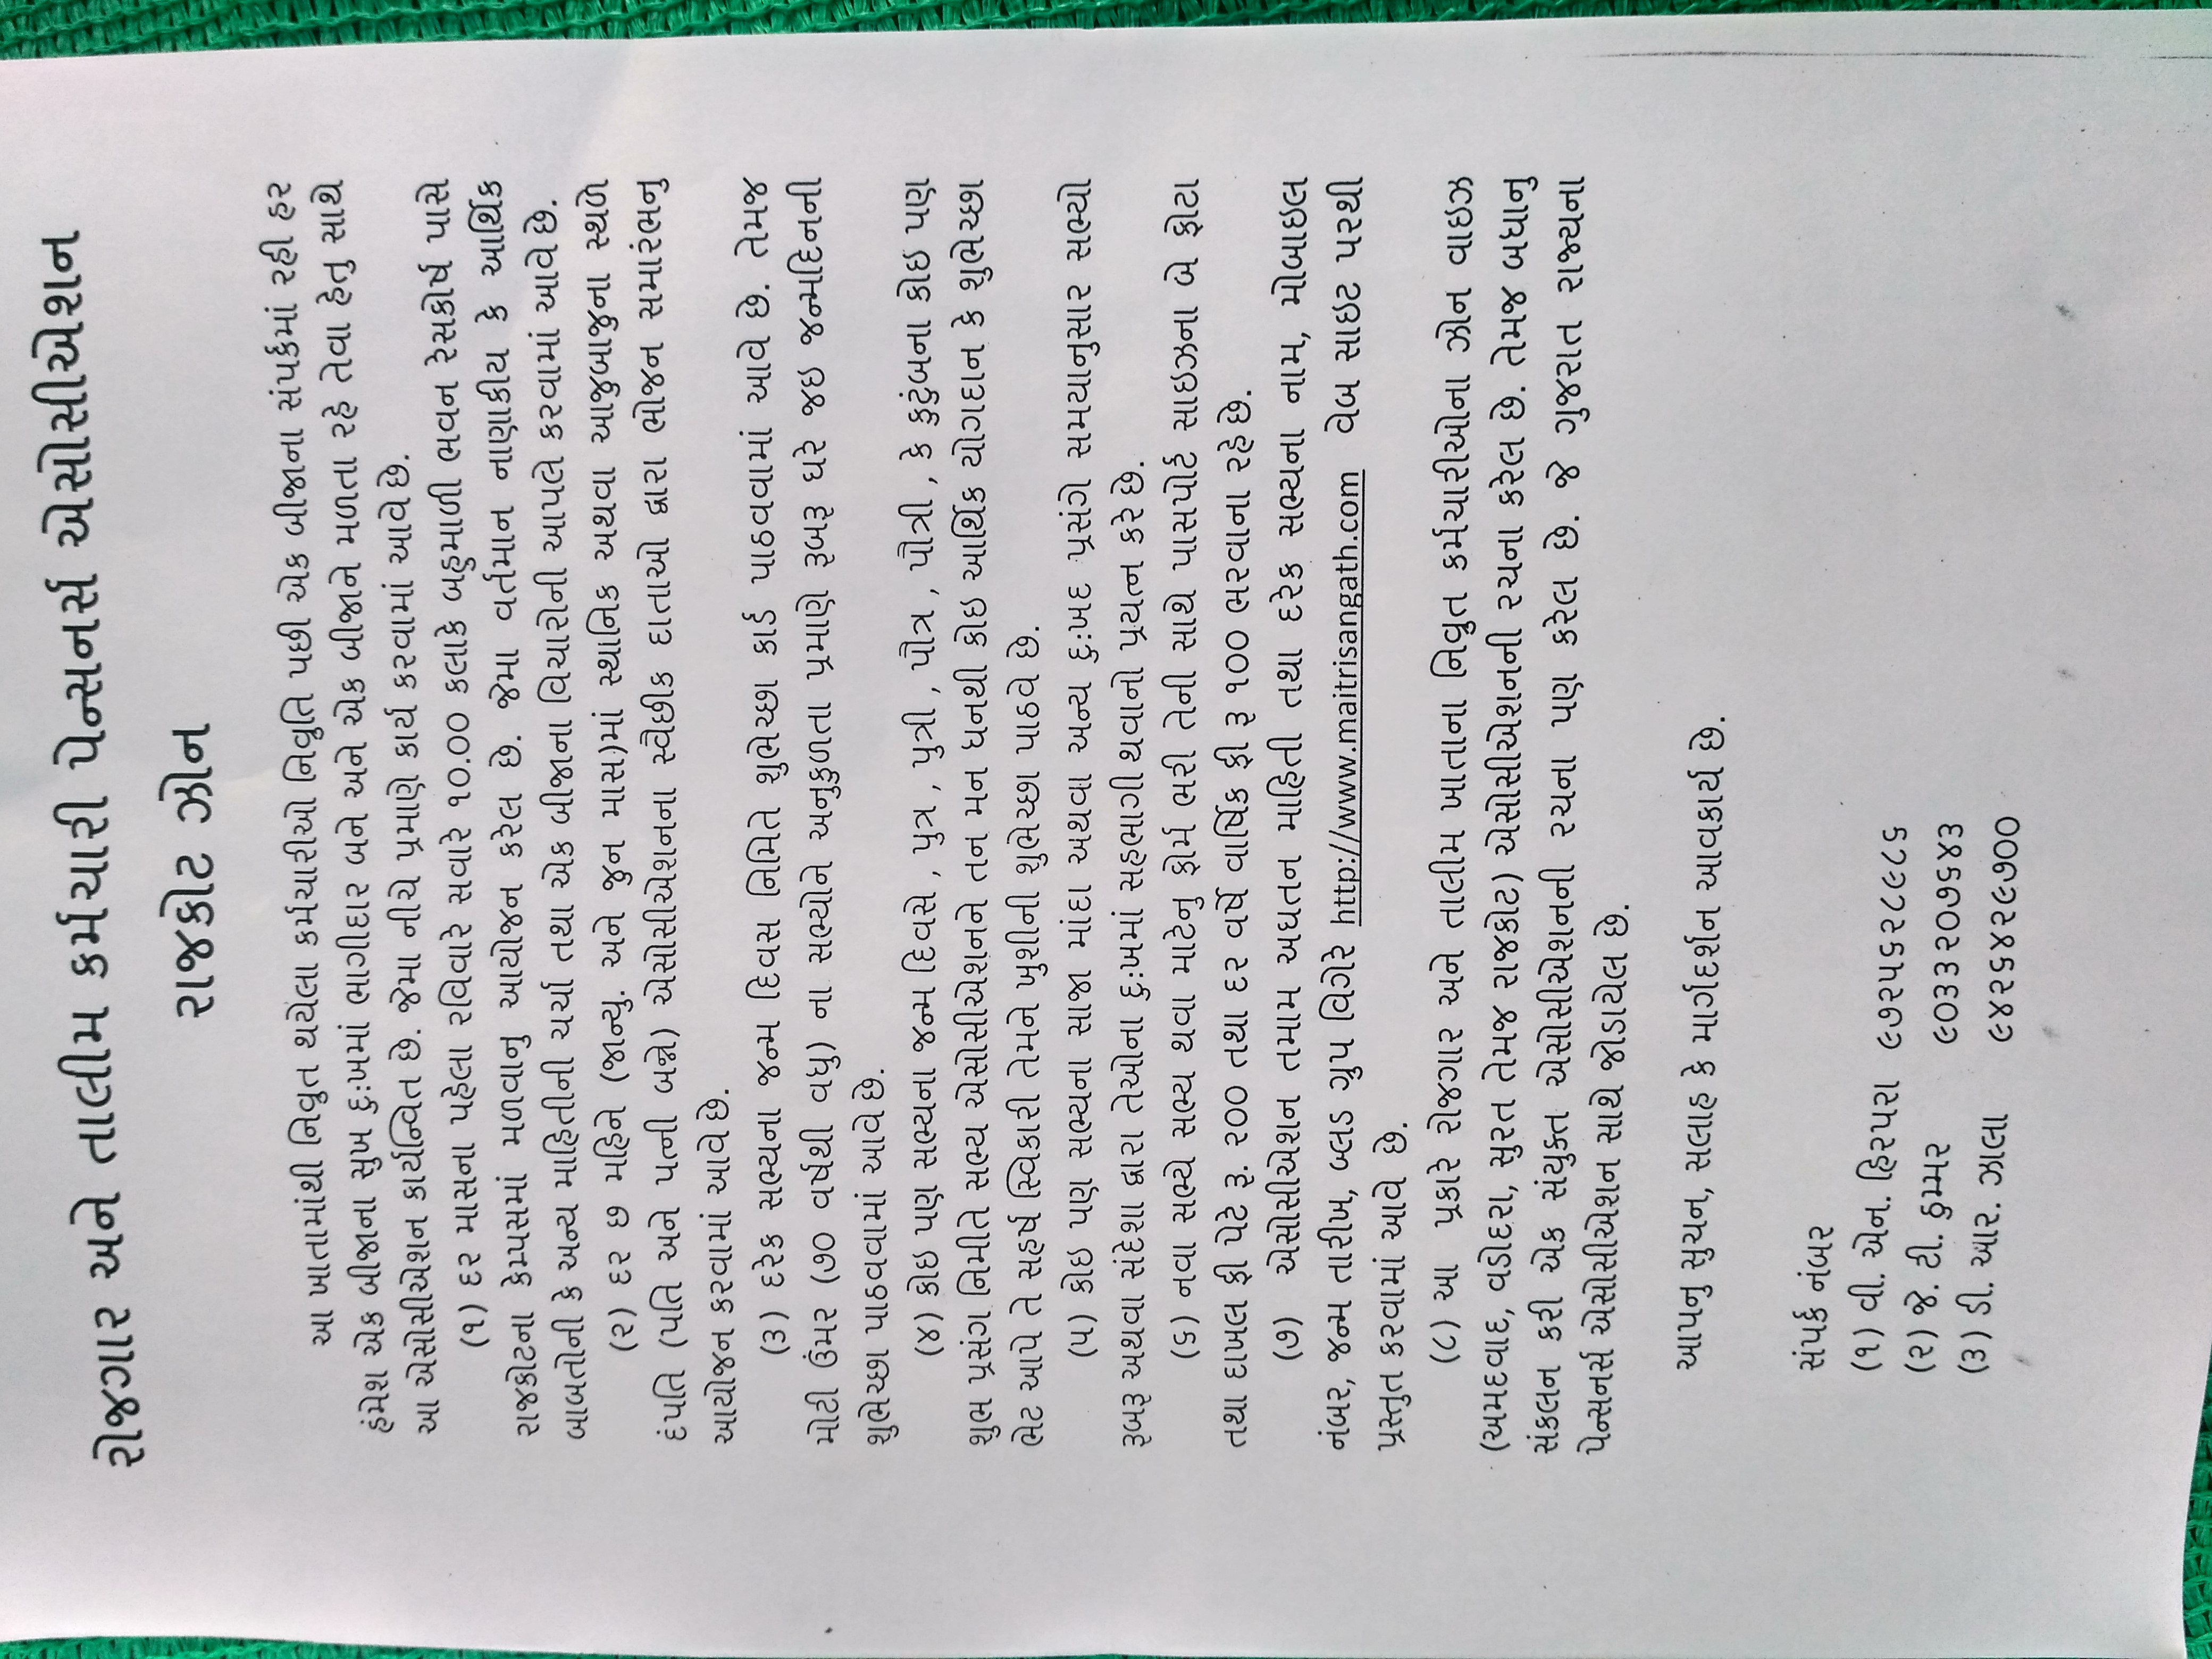 રોજગાર અને તાલીમ કર્મચારી પેન્સનર્સ એસોસીએશન
રાજકોટ ઝોન
આ ખાતામાંથી નિવૃત થયેલા કર્મચારીઓ નિવૃતિ પછી એક બીજાના સંપર્કમાં રહી હર
હંમેશ એક બીજાના સુખ દુઃખમાં ભાગીદાર બને અને એક બીજાને મળતા રહે તેવા હેતુ સાથે
આ એસોસીએશન કાર્યાન્વિત છે. જેમા નીચે પ્રમાણે કાર્ય કરવામાં આવે છે.
(૧) દર માસના પહેલા રવિવારે સવારે ૧૦.00 કલાકે બહુમાળી ભવન રેસકોર્ષ પાસે
રાજકોટના કેમ્પસમાં મળવાનુ આયોજન કરેલ છે. જેમા વર્તમાન નાણાકીય કે આર્થિક
બાબતોની કે અન્ય માહિતીની ચર્ચા તથા એક બીજાના વિચારોની આપલે કરવામાં આવે છે.
(૨) દર છ મહિને (જાન્યુ. અને જુન માસ)માં સ્થાનિક અથવા આજુબાજુના સ્થળે
દંપતિ (પતિ અને પત્ની બન્ને) એસોસીએશનના સ્વૈછીક દાતાઓ દ્વારા ભોજન સમારંભનુ
આયોજન કરવામાં આવે છે.
(૩) દરેક સભ્યના જન્મ દિવસ નિમિતે શુભેચ્છા કાર્ડ પાઠવવામાં આવે છે. તેમજ
મોટી ઉંમર (૭૦ વર્ષથી વધુ) ના સભ્યોને અનુકુળતા પ્રમાણે રૂબરૂ ઘરે જઇ જન્મદિનની
શુભેચ્છા પાઠવવામાં આવે છે.
(૪) કોઇ પણ સભ્યના જન્મ દિવસે , પુત્ર , પુત્રી , પૌત્ર , પૌત્રી , કે કુટુંબના કોઇ પણ
શુભ પ્રસંગ નિમીતે સભ્ય એસોસીએશનને તન મન ધનથી કોઇ આર્થિક યોગદાન કે શુભેચ્છા
ભેટ આપે તે સહર્ષ સ્વિકારી તેમને ખુશીની શુભેચ્છા પાઠવે છે.
(૫) કોઇ પણ સભ્યના સાજા માંદા અથવા અન્ય દુઃખદ પ્રસંગે સમયાનુસાર સભ્યો
રૂબરૂ અથવા સંદેશા દ્વારા તેઓના દુઃખમાં સહભાગી થવાનો પ્રયત્ન કરે છે.
(૬) નવા સભ્યે સભ્ય થવા માટેનુ ફોર્મ ભરી તેની સાથે પાસપોર્ટ સાઇઝના બે ફોટા
તથા દાખલ ફી પેટે રૂ. ૨૦૦ તથા દર વર્ષે વાર્ષિક ફી રૂ ૧૦૦ ભરવાના રહે છે.
(૭) એસોસીએશન તમામ અદ્યતન માહિતી તથા દરેક સભ્યના નામ, મોબાઇલ
નંબર, જન્મ તારીખ, બ્લડ ગ્રુપ વિગેરે http://www.maitrisangath.com વેબ સાઇટ પરથી
પ્રસ્તુત કરવામાં આવે છે.
(૮) આ પ્રકારે રોજગાર અને તાલીમ ખાતાના નિવૃત કર્મચારીઓના ઝોન વાઇઝ
(અમદવાદ, વડોદરા, સુરત તેમજ રાજકોટ) એસોસીએશનની રચના કરેલ છે. તેમજ બધાનુ
સંકલન કરી એક સંયુક્ત એસોસીએશનની રચના પણ કરેલ છે. જે ગુજરાત રાજ્યના
પેન્સનર્સ એસોસીએશન સાથે જોડાયેલ છે.
આપનુ સુચન, સલાહ કે માર્ગદર્શન આવકાર્ય છે.
સંપર્ક નંબર
(૧) વી. એન. હિરપરા ૯૭૨૫૬૨૮૯૮૬
(૨) જે. ટી. ઠુમ્મર ૯૦૩૩૨૦૭૬૪૩
(૩) ડી. આર. ઝાલા ૯૪૨૬૪૨૯૭૦૦